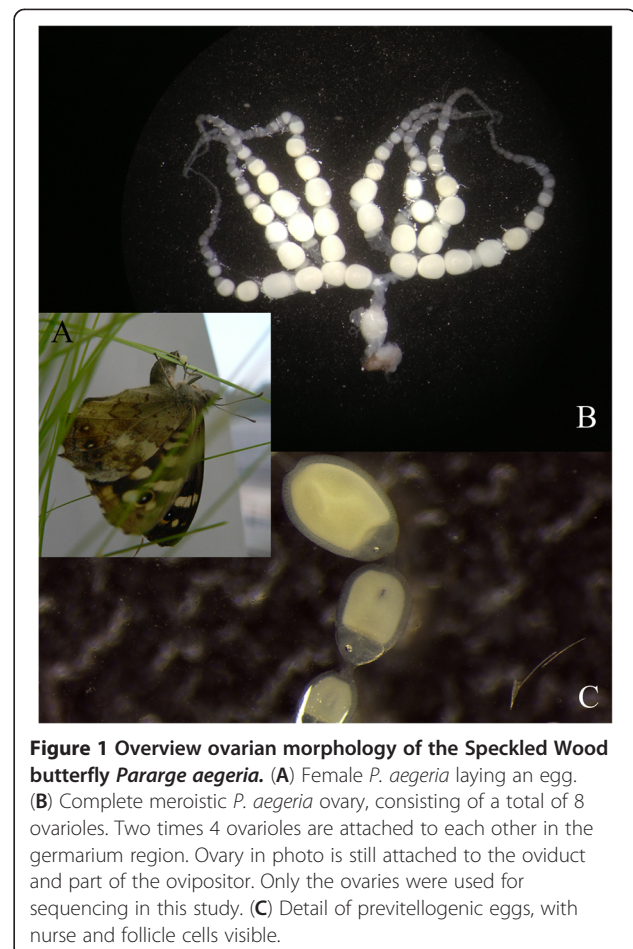 A
B
C
Figure 1 Overview ovarian morphology of the Speckled Wood
butterfly Pararge aegeria. (A) Female P. aegeria laying an egg.
(B) Complete meroistic P. aegeria ovary, consisting of a total of 8
ovarioles. Two times 4 ovarioles are attached to each other in the
germarium region. Ovary in photo is still attached to the oviduct
and part of the ovipositor. Only the ovaries were used for
sequencing in this study. (C) Detail of previtellogenic eggs, with
nurse and follicle cells visible.